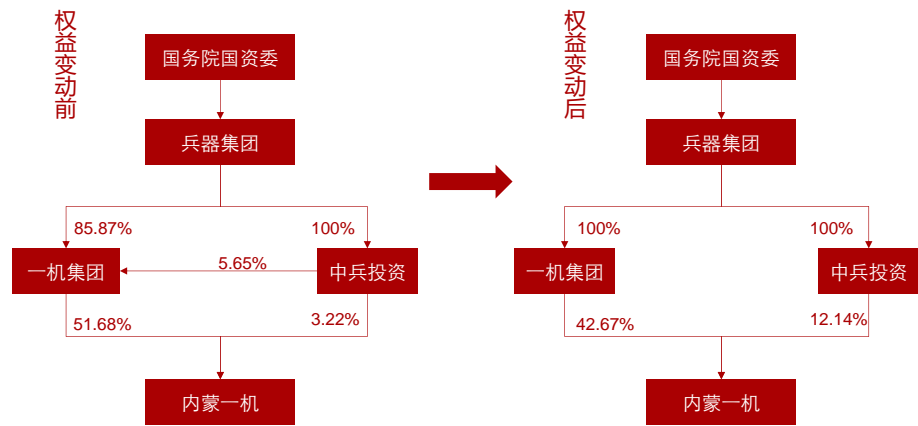 权益变动前
国务院国资委
兵器集团
85.87%
100%
一机集团
5.65%
中兵投资
51.68%
3.22%
内蒙一机
权益变动后
国务院国资委
兵器集团
100%
100%
一机集团
中兵投资
42.67%
12.14%
内蒙一机